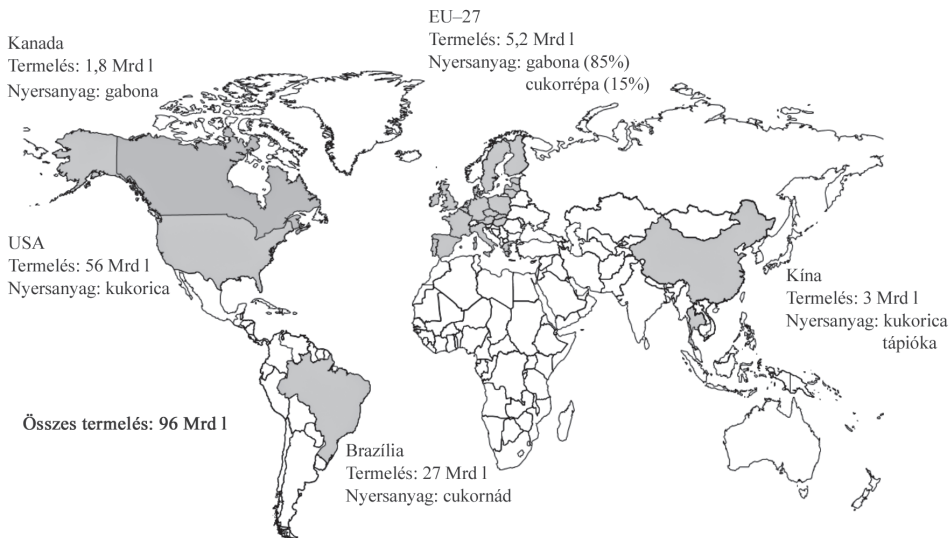 EU–27
Termelés: 5,2 Mrd l
Nyersanyag: gabona (85%)
cukorrépa (15%)
Kanada
Termelés: 1,8 Mrd l
Nyersanyag: gabona
USA
Termelés: 56 Mrd l
Nyersanyag: kukorica
Kína
Termelés: 3 Mrd l
Nyersanyag: kukorica
tápióka
Összes termelés: 96 Mrd l
Brazília
Termelés: 27 Mrd l
Nyersanyag: cukornád